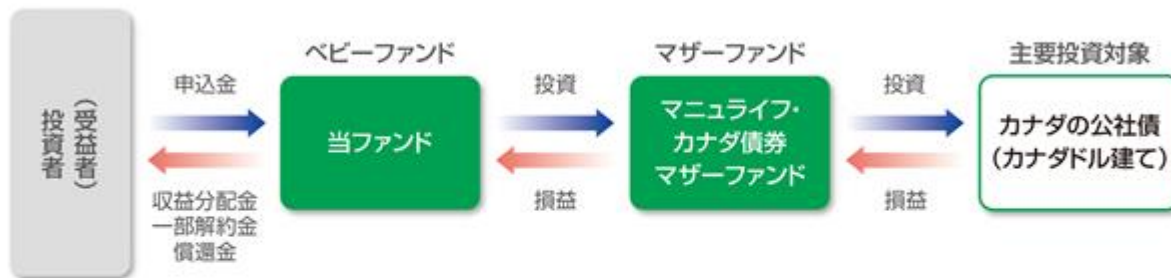 投資者
(受益者)
申込金
収益分配金
一部解約金
償還金
ベビーファンド
当ファンド
投資
損益
マザーファンド
マニュライフ・
カナダ債券
マザーファンド
投資
損益
主要投資対象
カナダの公社債
(カナダドル建て)